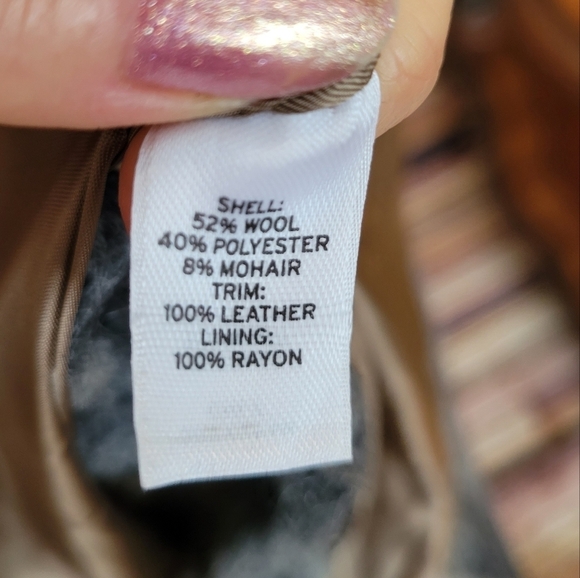 SHELL:
52% WOOL
40% POLYESTER
8% MOHAIR
TRIM:
100% LEATHER
LINING:
100% RAYON